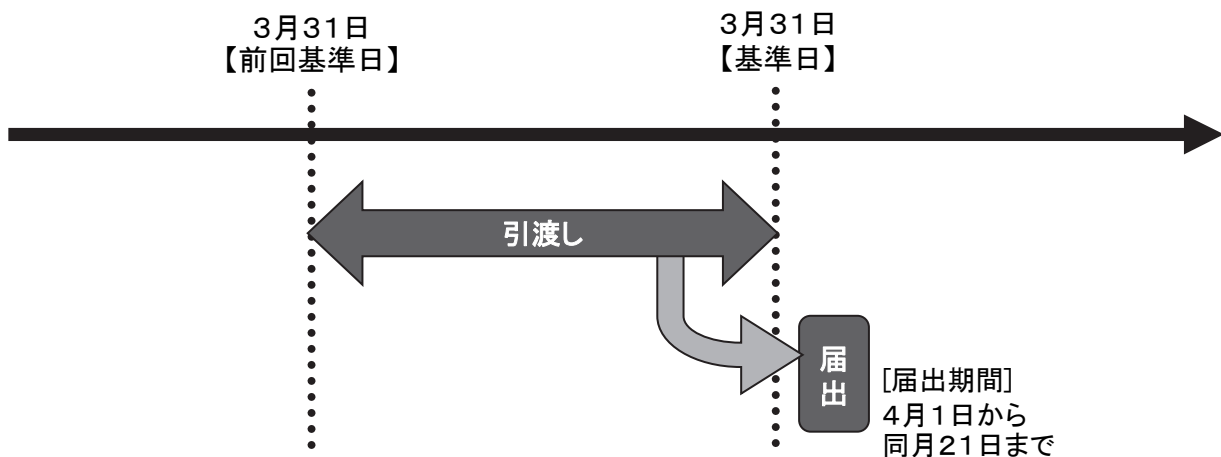 3月31日
【前回基準日】
3月31日
【基準日】
引渡し
届出
[届出期間]
4月1日から
同月21日まで